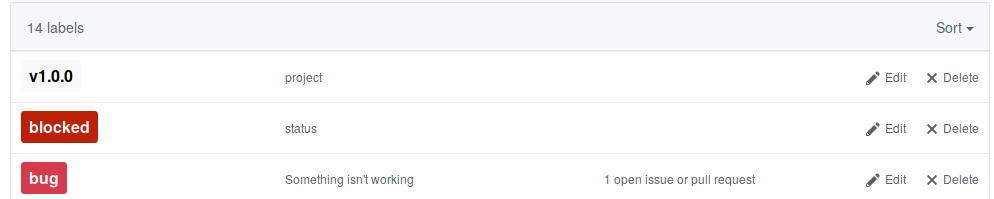 14 labels Sort
v1.0.0 project Edit Delete
blocked status Edit Delete
bug Something isn't working 1 open issue or pull request Edit Delete